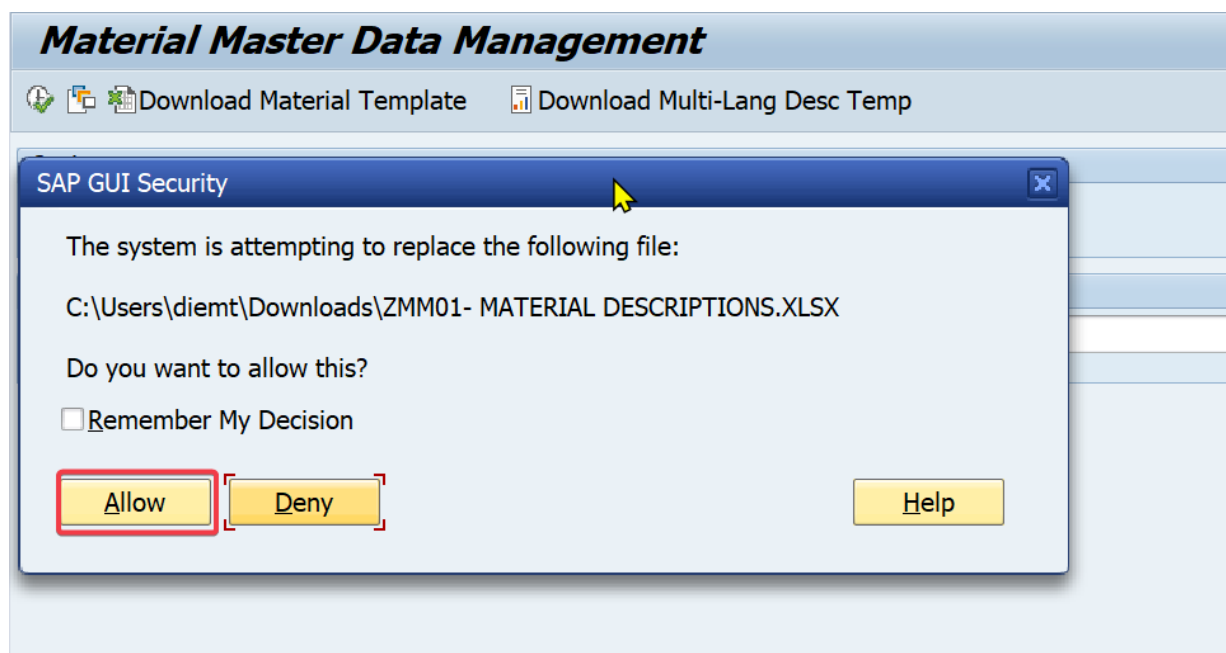 Material Master Data Management
Download Material Template Download Multi-Lang Desc Temp
SAP GUI Security
The system is attempting to replace the following file:
C:\Users\diemt\Downloads\ZMM01- MATERIAL DESCRIPTIONS.XLSX
Do you want to allow this?
Remember My Decision
Allow Deny Help